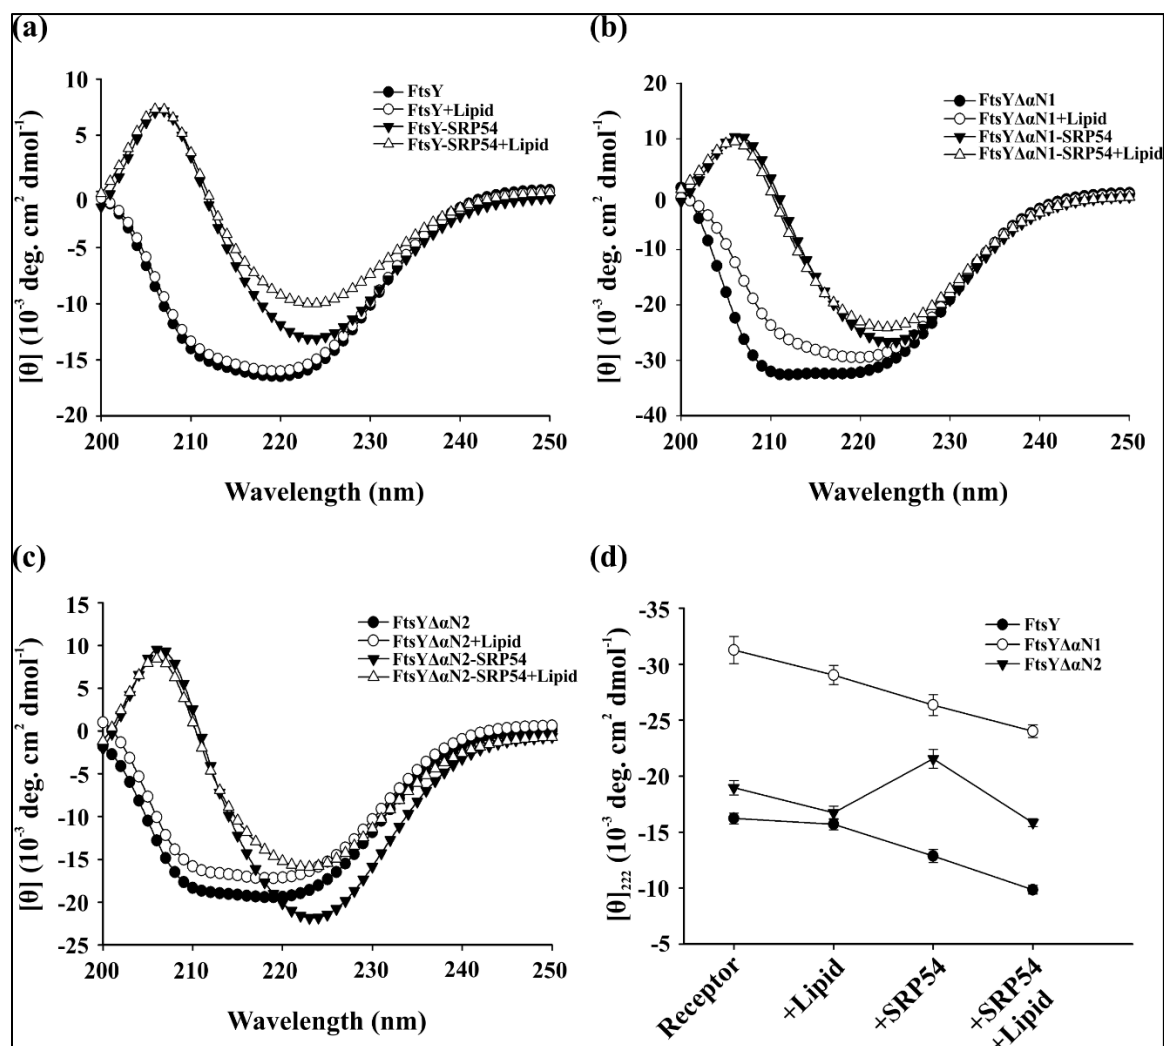 (a)
10
5
0
-5
-10
-15
-20
200 210 220 230 240 250
[θ] (10⁻³ deg. cm² dmol⁻¹)
Wavelength (nm)
FtsY
FtsY+Lipid
FtsY-SRP54
FtsY-SRP54+Lipid
(b)
20
10
0
-10
-20
-30
-40
200 210 220 230 240 250
[θ] (10⁻³ deg. cm² dmol⁻¹)
Wavelength (nm)
FtsYΔαN1
FtsYΔαN1+Lipid
FtsYΔαN1-SRP54
FtsYΔαN1-SRP54+Lipid
(c)
15
10
5
0
-5
-10
-15
-20
-25
200 210 220 230 240 250
[θ] (10⁻³ deg. cm² dmol⁻¹)
Wavelength (nm)
FtsYΔαN2
FtsYΔαN2+Lipid
FtsYΔαN2-SRP54
FtsYΔαN2-SRP54+Lipid
(d)
-35
-30
-25
-20
-15
-10
-5
[θ]₂₂₂ (10⁻³ deg. cm² dmol⁻¹)
FtsY
FtsYΔαN1
FtsYΔαN2
Receptor
+Lipid
+SRP54
+SRP54
+Lipid